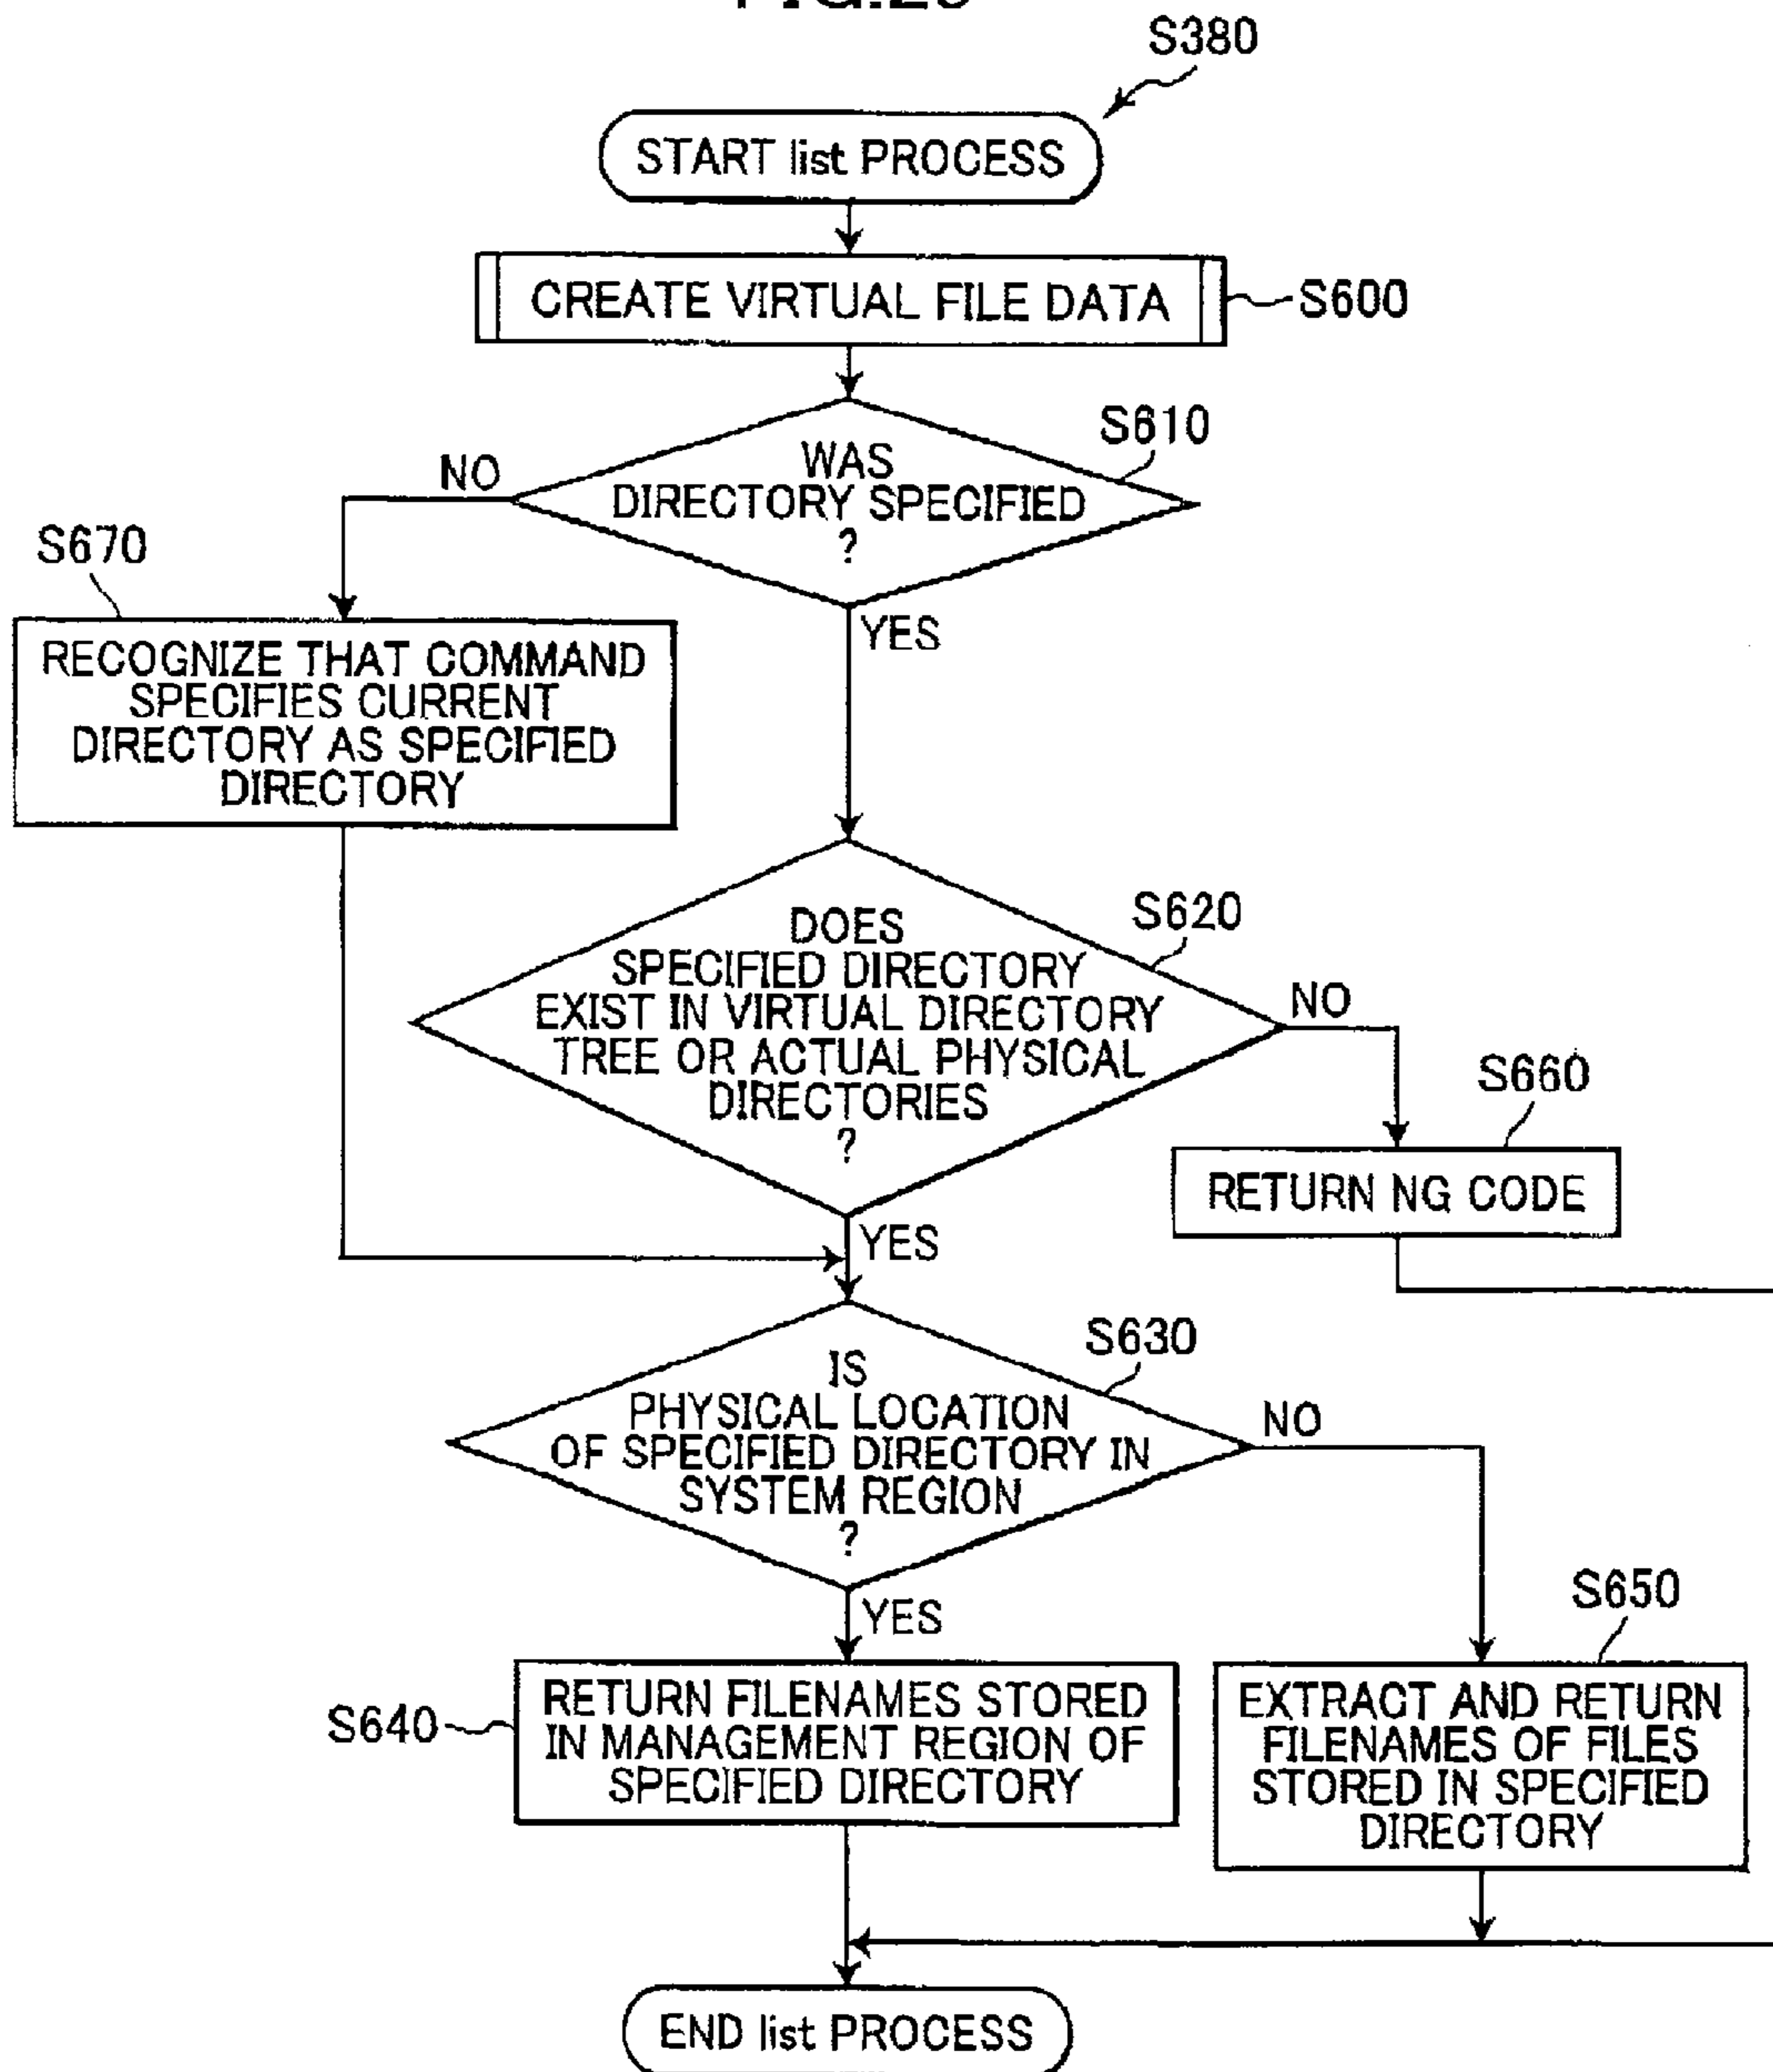 S380
START list PROCESS
CREATE VIRTUAL FILE DATA
S600
S610
WAS
DIRECTORY SPECIFIED
?
NO
YES
S670
RECOGNIZE THAT COMMAND
SPECIFIES CURRENT
DIRECTORY AS SPECIFIED
DIRECTORY
S620
DOES
SPECIFIED DIRECTORY
EXIST IN VIRTUAL DIRECTORY
TREE OR ACTUAL PHYSICAL
DIRECTORIES
?
NO
YES
S660
RETURN NG CODE
S630
IS
PHYSICAL LOCATION
OF SPECIFIED DIRECTORY IN
SYSTEM REGION
?
NO
YES
S640
RETURN FILENAMES STORED
IN MANAGEMENT REGION OF
SPECIFIED DIRECTORY
S650
EXTRACT AND RETURN
FILENAMES OF FILES
STORED IN SPECIFIED
DIRECTORY
END list PROCESS